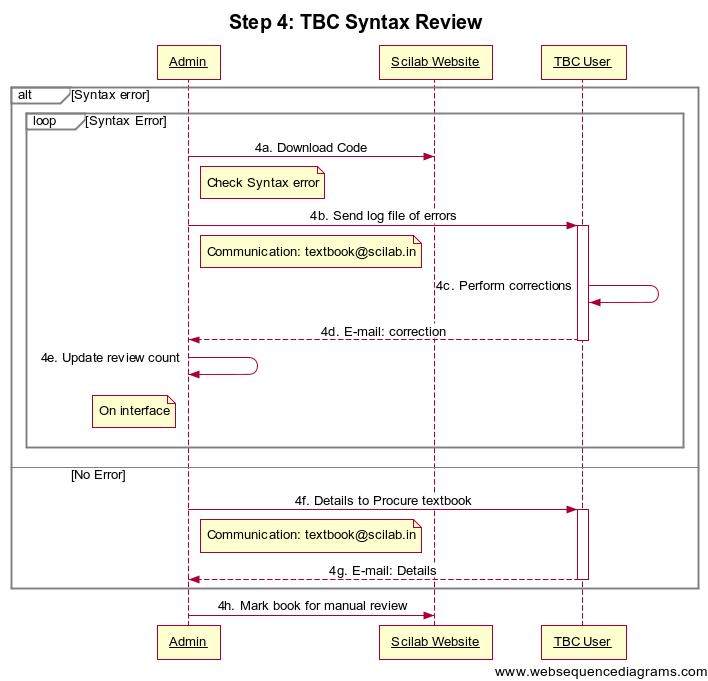 Step 4: TBC Syntax Review
Admin
Scilab Website
TBC User
alt
[Syntax error]
loop
[Syntax Error]
4a. Download Code
Check Syntax error
4b. Send log file of errors
Communication: textbook@scilab.in
4c. Perform corrections
4d. E-mail: correction
4e. Update review count
On interface
[No Error]
4f. Details to Procure textbook
Communication: textbook@scilab.in
4g. E-mail: Details
4h. Mark book for manual review
Admin
Scilab Website
TBC User
www.websequencediagrams.com